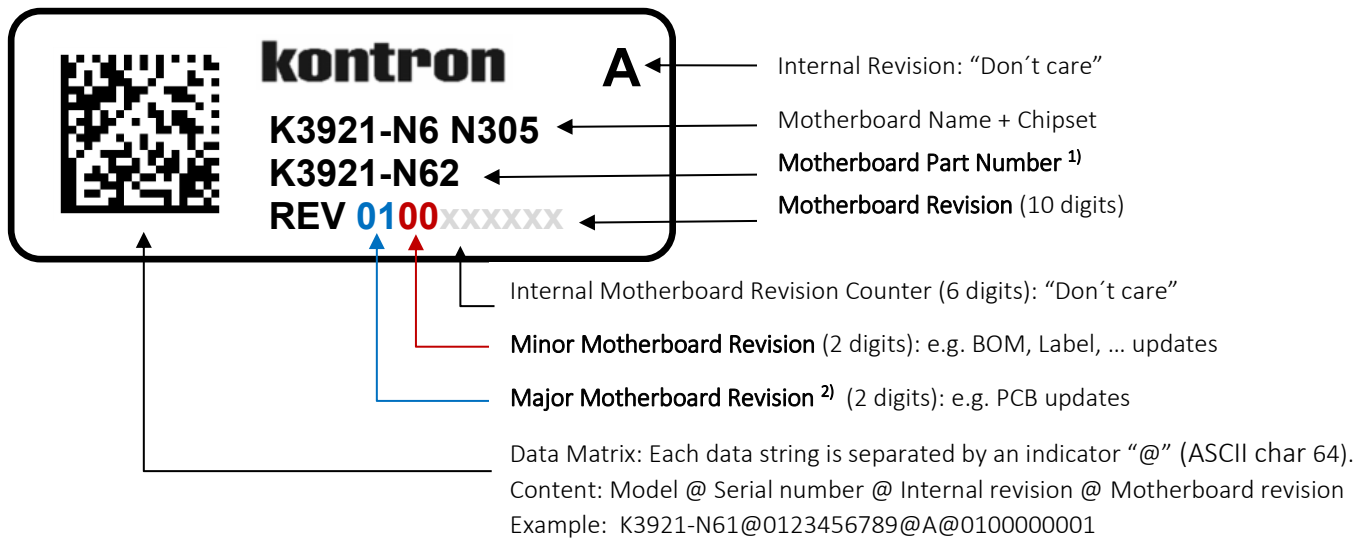 kontron
A
Internal Revision: “Don´t care”
K3921-N6 N305
Motherboard Name + Chipset
K3921-N62
Motherboard Part Number 1)
REV 0100xxxxxx
Motherboard Revision (10 digits)
Internal Motherboard Revision Counter (6 digits): “Don´t care”
Minor Motherboard Revision (2 digits): e.g. BOM, Label, … updates
Major Motherboard Revision 2) (2 digits): e.g. PCB updates
Data Matrix: Each data string is separated by an indicator “@” (ASCII char 64).
Content: Model @ Serial number @ Internal revision @ Motherboard revision
Example: K3921-N61@0123456789@A@0100000001